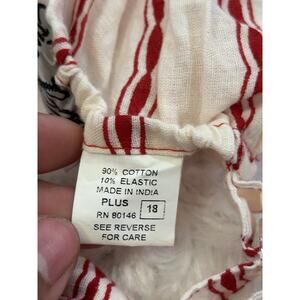 90% COTTON
10% ELASTIC
MADE IN INDIA
PLUS 18
RN 80146
SEE REVERSE
FOR CARE